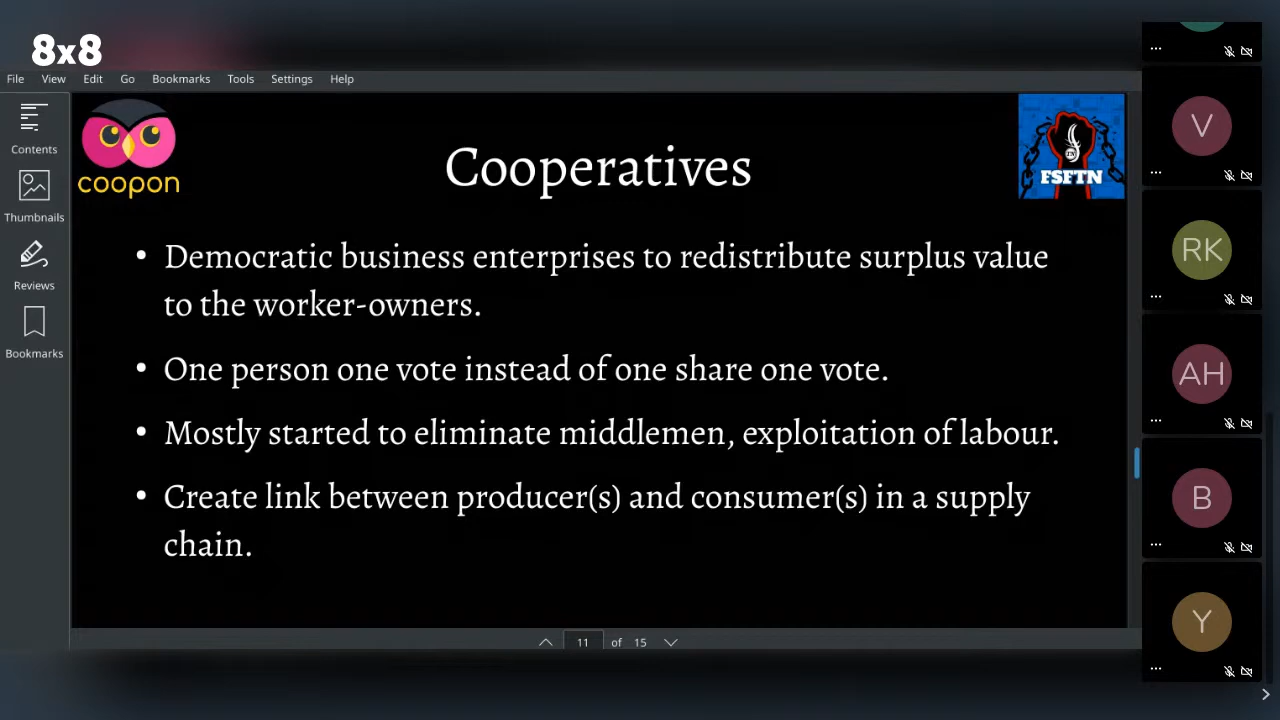 8x8
File View Edit Go Bookmarks Tools Settings Help
Contents
Thumbnails
Reviews
Bookmarks
coopon
FSFTN
Cooperatives
• Democratic business enterprises to redistribute surplus value
to the worker-owners.
• One person one vote instead of one share one vote.
• Mostly started to eliminate middlemen, exploitation of labour.
• Create link between producer(s) and consumer(s) in a supply
chain.
11 of 15
V
RK
AH
B
Y